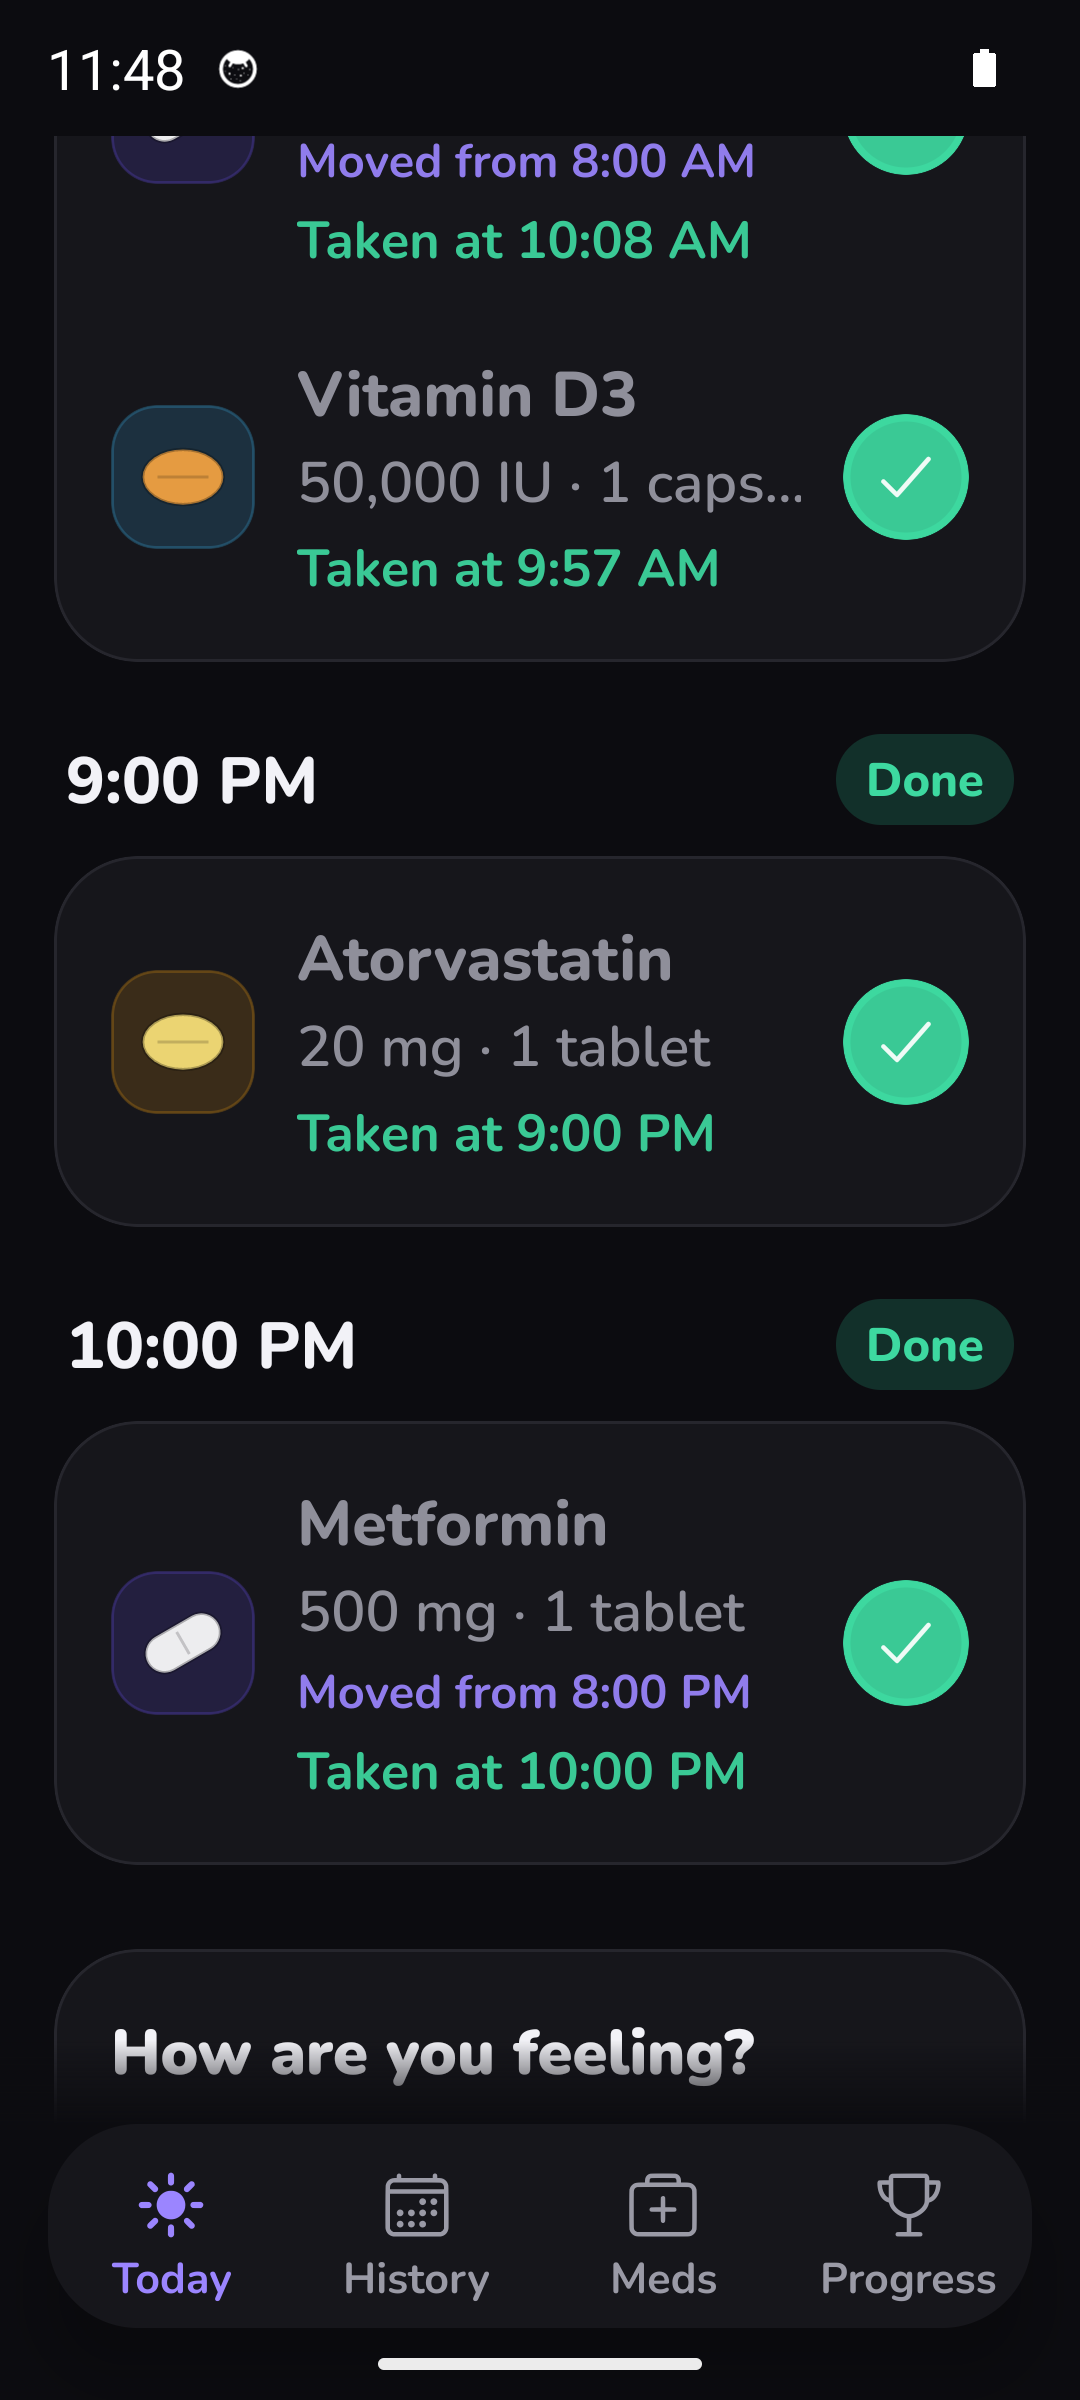 11:48
Moved from 8:00 AM
Taken at 10:08 AM
Vitamin D3
50,000 IU · 1 caps...
Taken at 9:57 AM
9:00 PM
Done
Atorvastatin
20 mg · 1 tablet
Taken at 9:00 PM
10:00 PM
Done
Metformin
500 mg · 1 tablet
Moved from 8:00 PM
Taken at 10:00 PM
How are you feeling?
Today
History
Meds
Progress